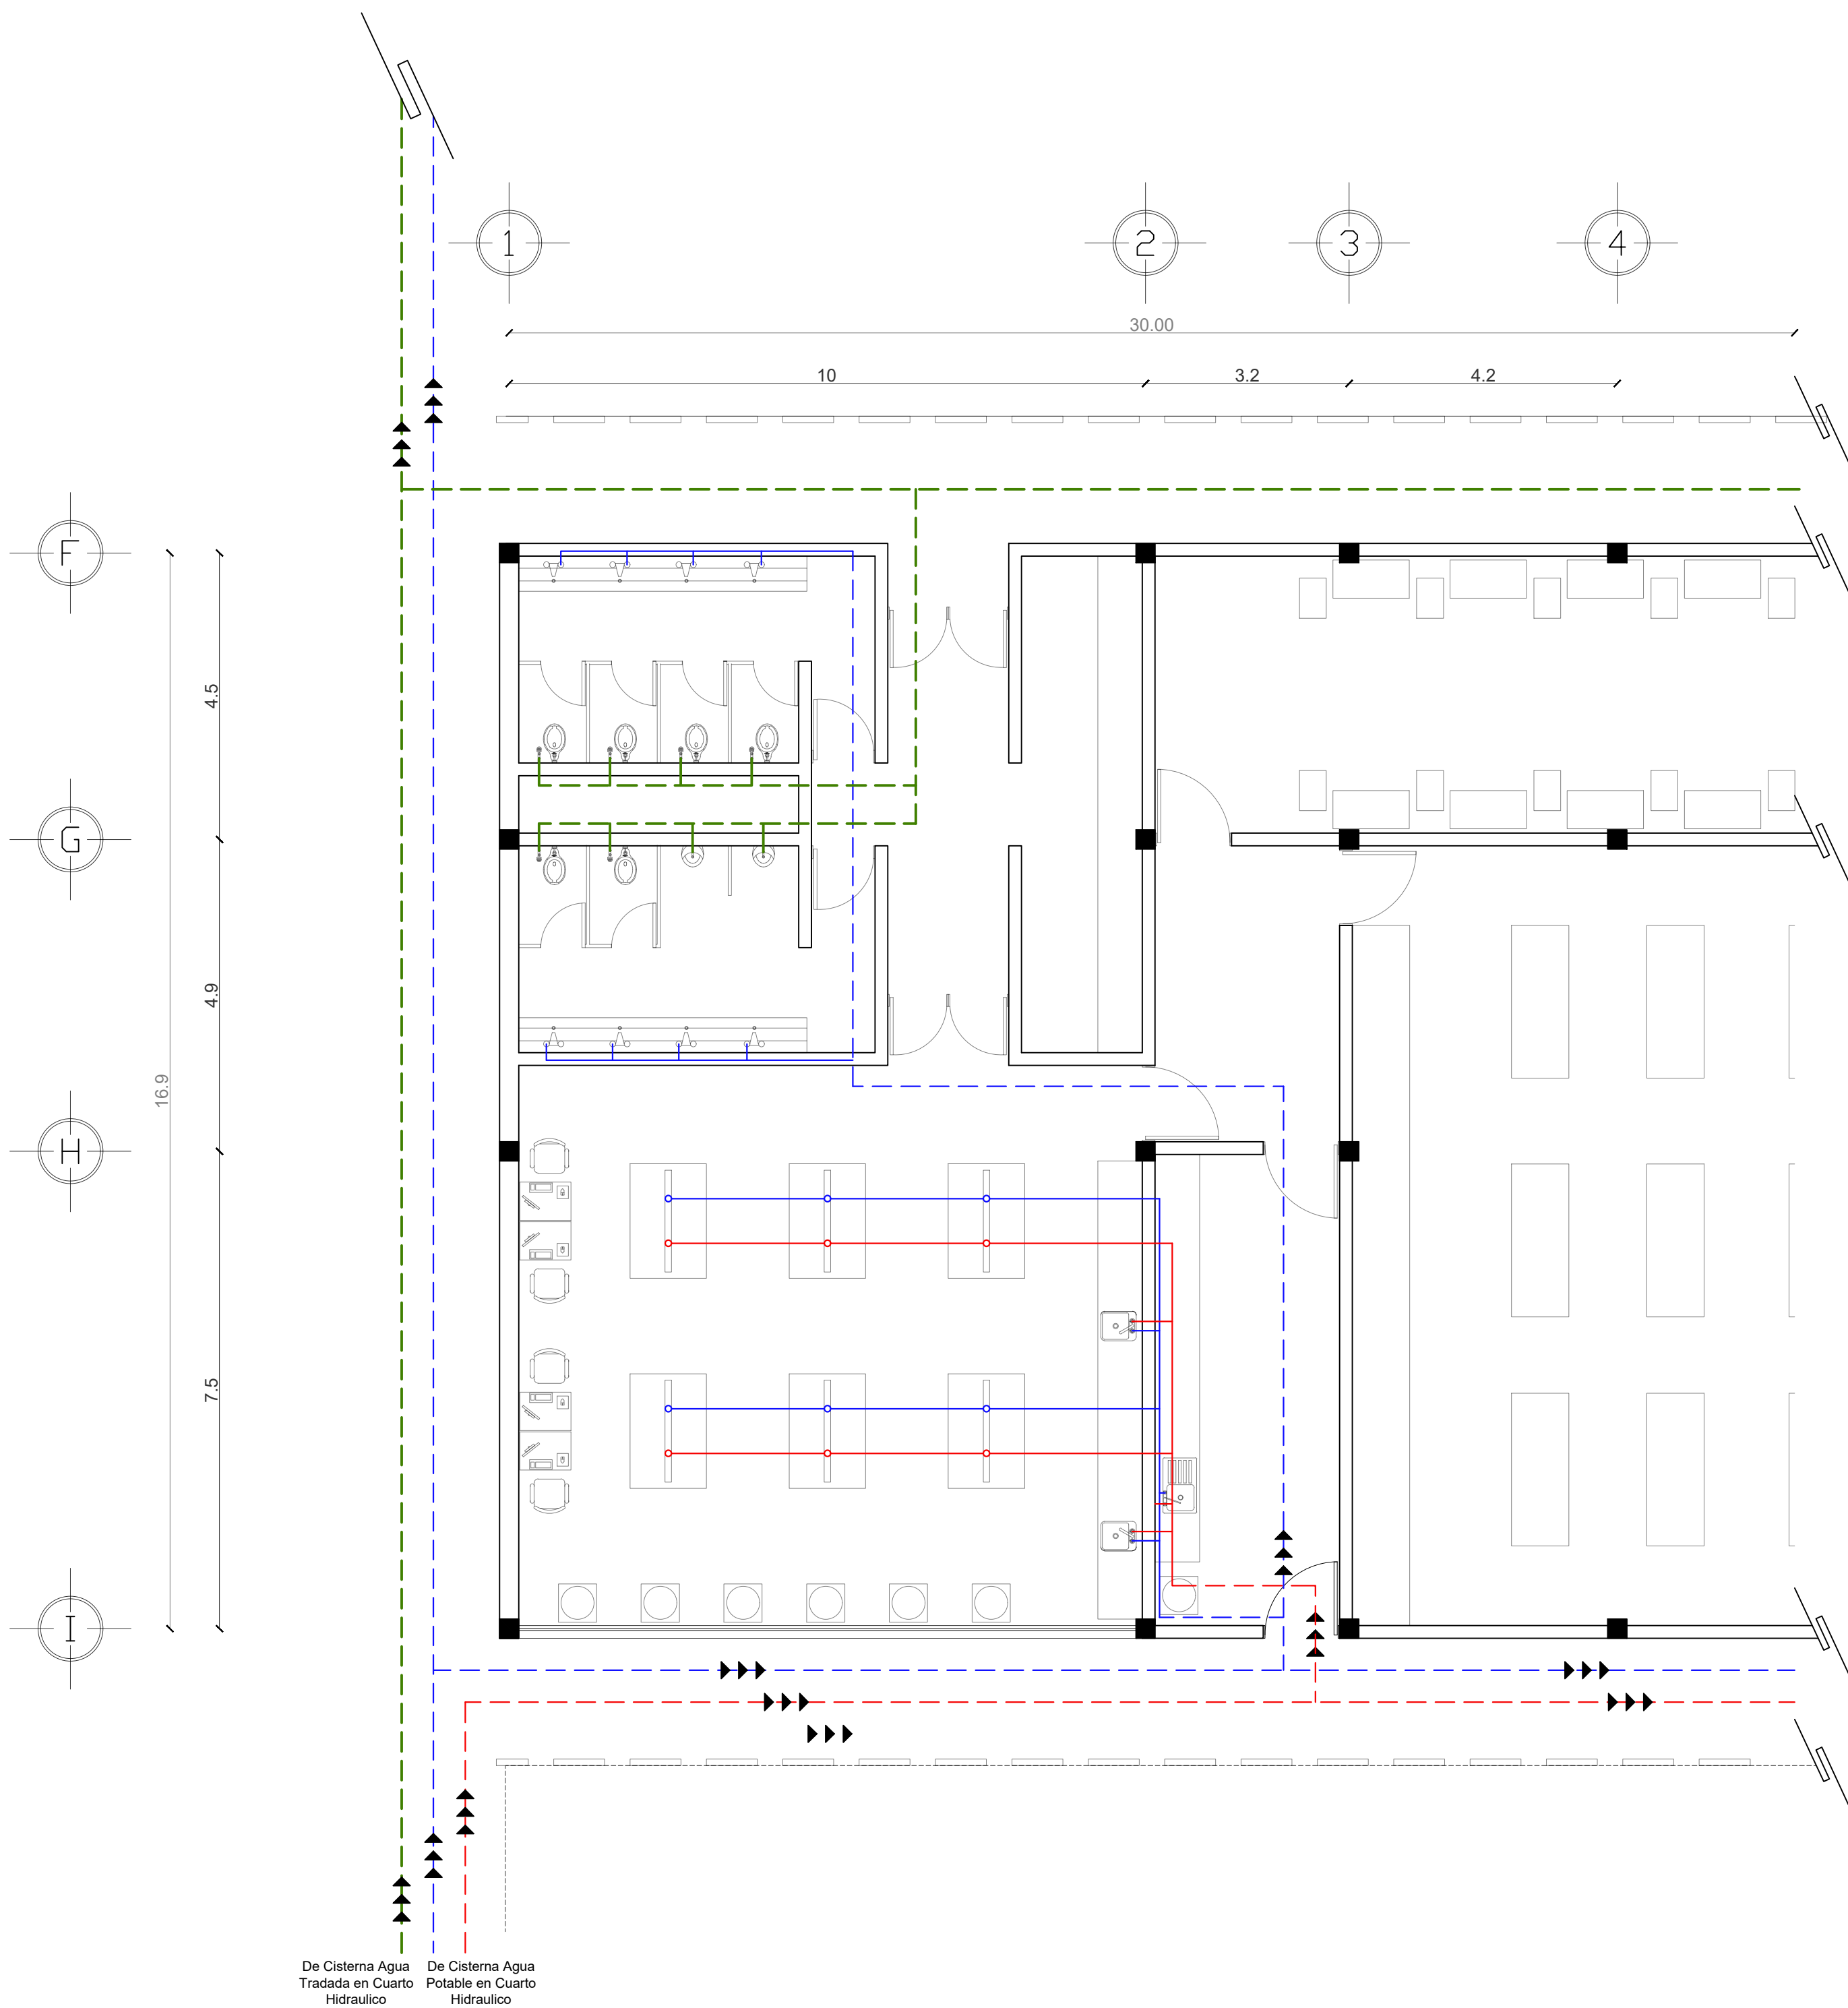 1
2
3
4
30.00
10
3.2
4.2
F
G
H
I
4.5
4.9
16.9
7.5
De Cisterna Agua
Tradada en Cuarto
Hidraulico
De Cisterna Agua
Potable en Cuarto
Hidraulico